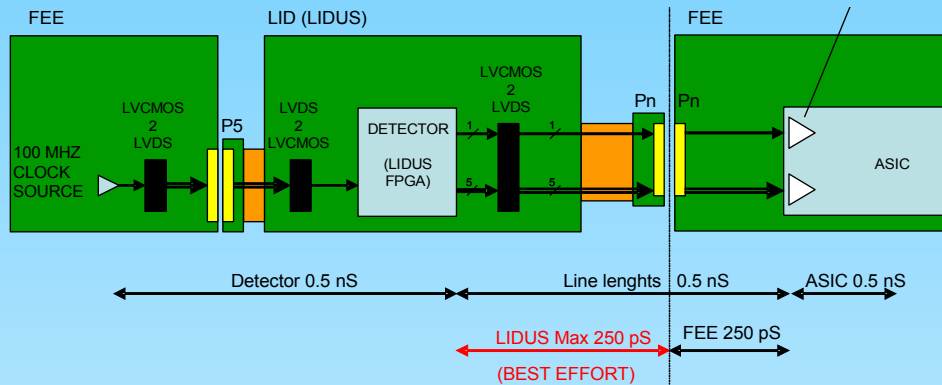 FEE
LID (LIDUS)
FEE
LVCMOS
2
LVDS
P5
LVDS
2
LVCMOS
DETECTOR
(LIDUS
FPGA)
LVCMOS
2
LVDS
1
1
5
5
Pn
Pn
100 MHZ
CLOCK
SOURCE
ASIC
Detector 0.5 nS
Line lenghts 0.5 nS
ASIC 0.5 nS
LIDUS Max 250 pS
FEE 250 pS
(BEST EFFORT)